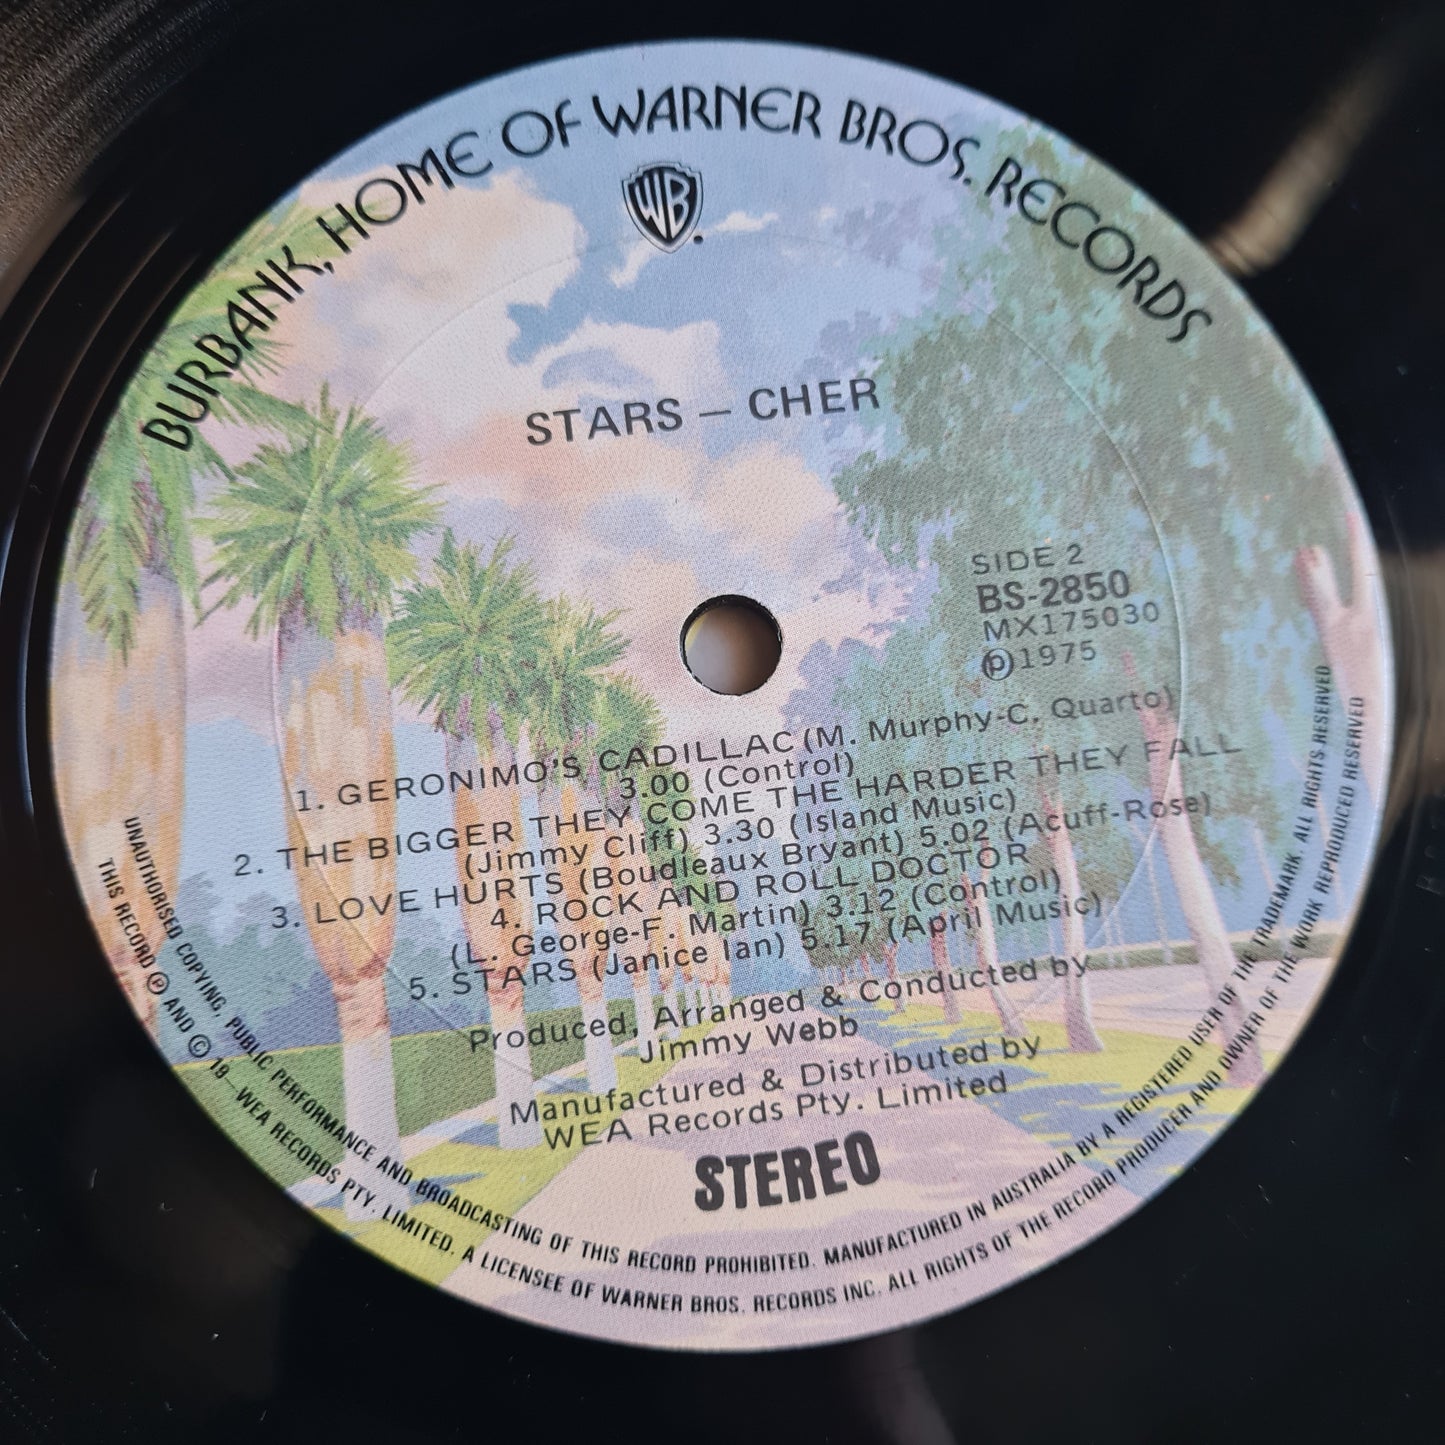 BURBANK, HOME OF WARNER BROS. RECORDS
WB
STARS — CHER
SIDE 2
BS-2850
MX175030
℗1975
1. GERONIMO'S CADILLAC (M. Murphy-C. Quarto)
3.00 (Control)
2. THE BIGGER THEY COME THE HARDER THEY FALL
(Jimmy Cliff) 3.30 (Island Music)
3. LOVE HURTS (Boudleaux Bryant) 5.02 (Acuff-Rose)
4. ROCK AND ROLL DOCTOR
(L. George-F. Martin) 3.12 (Control)
5. STARS (Janice Ian) 5.17 (April Music)
Produced, Arranged & Conducted by
Jimmy Webb
Manufactured & Distributed by
WEA Records Pty. Limited
STEREO
UNAUTHORISED COPYING, PUBLIC PERFORMANCE AND BROADCASTING OF THIS RECORD PROHIBITED. MANUFACTURED IN AUSTRALIA BY A REGISTERED USER OF THE TRADEMARK. ALL RIGHTS RESERVED
THIS RECORD ℗ AND © 19—WEA RECORDS PTY. LIMITED. A LICENSEE OF WARNER BROS. RECORDS INC. ALL RIGHTS OF THE RECORD PRODUCER AND OWNER OF THE WORK REPRODUCED RESERVED